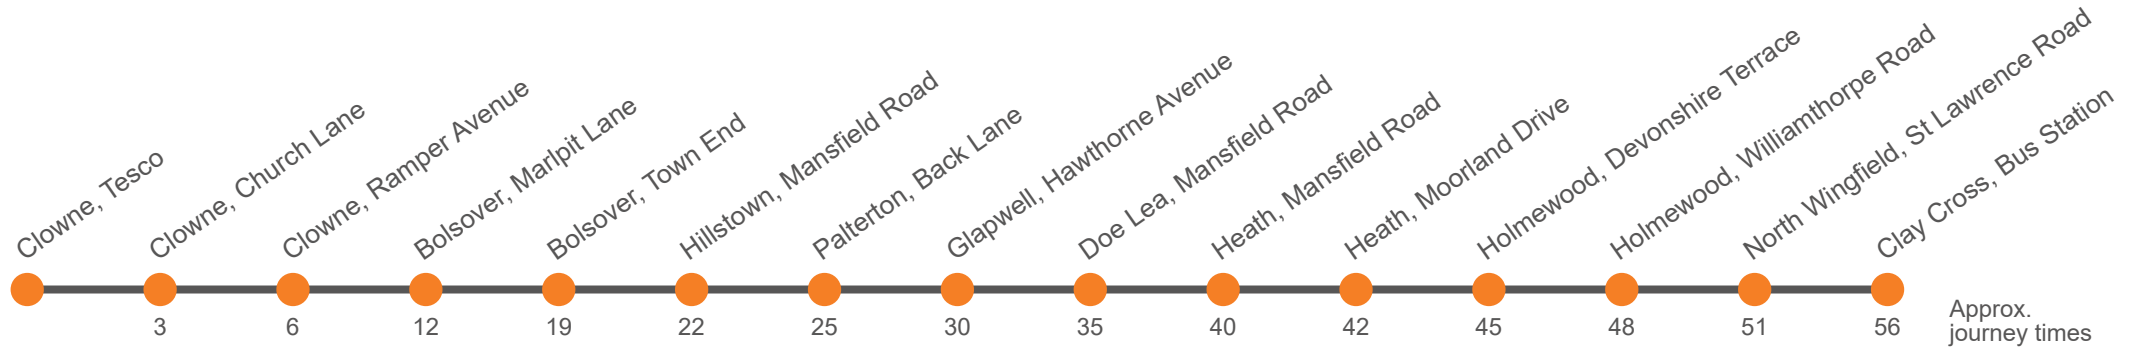 Clowne, Tesco
Clowne, Church Lane
Clowne, Ramper Avenue
Bolsover, Marlpit Lane
Bolsover, Town End
Hillstown, Mansfield Road
Palterton, Back Lane
Glapwell, Hawthorne Avenue
Doe Lea, Mansfield Road
Heath, Mansfield Road
Heath, Moorland Drive
Holmewood, Devonshire Terrace
Holmewood, Williamthorpe Road
North Wingfield, St Lawrence Road
Clay Cross, Bus Station
3 6 12 19 22 25 30 35 40 42 45 48 51 56
Approx.
journey times